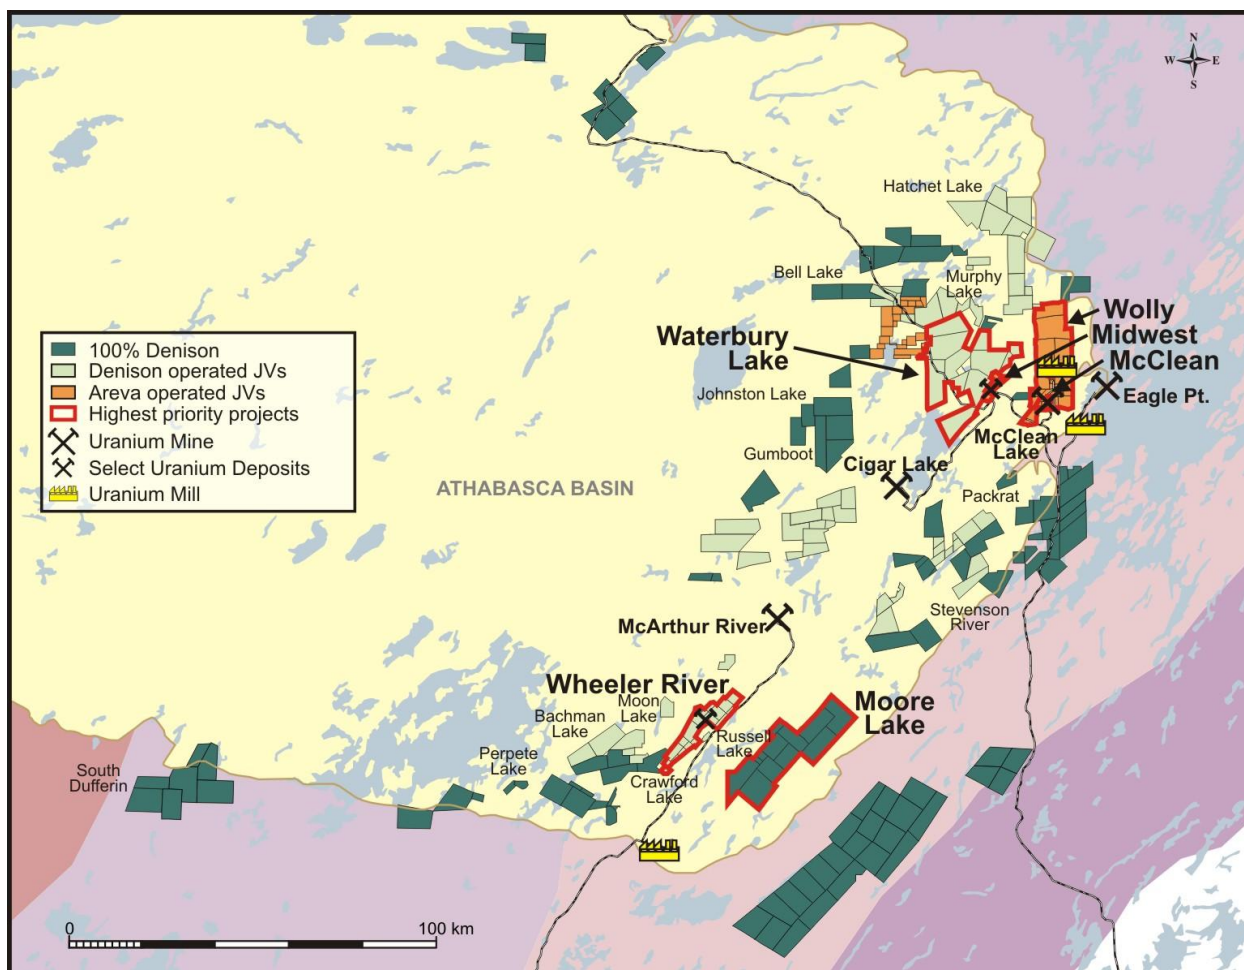 N
W E
S
Hatchet Lake
Bell Lake
Murphy
Lake
Wolly
Midwest
McClean
Waterbury
Lake
100% Denison
Denison operated JVs
Areva operated JVs
Highest priority projects
Uranium Mine
Select Uranium Deposits
Uranium Mill
Johnston Lake
Eagle Pt.
McClean
Lake
Gumboot
Cigar Lake
ATHABASCA BASIN
Packrat
Stevenson
River
McArthur River
Wheeler River
Moon
Lake
Moore
Lake
Bachman
Lake
Russell
Lake
Perpete
Lake
Crawford
Lake
South
Dufferin
0 100 km